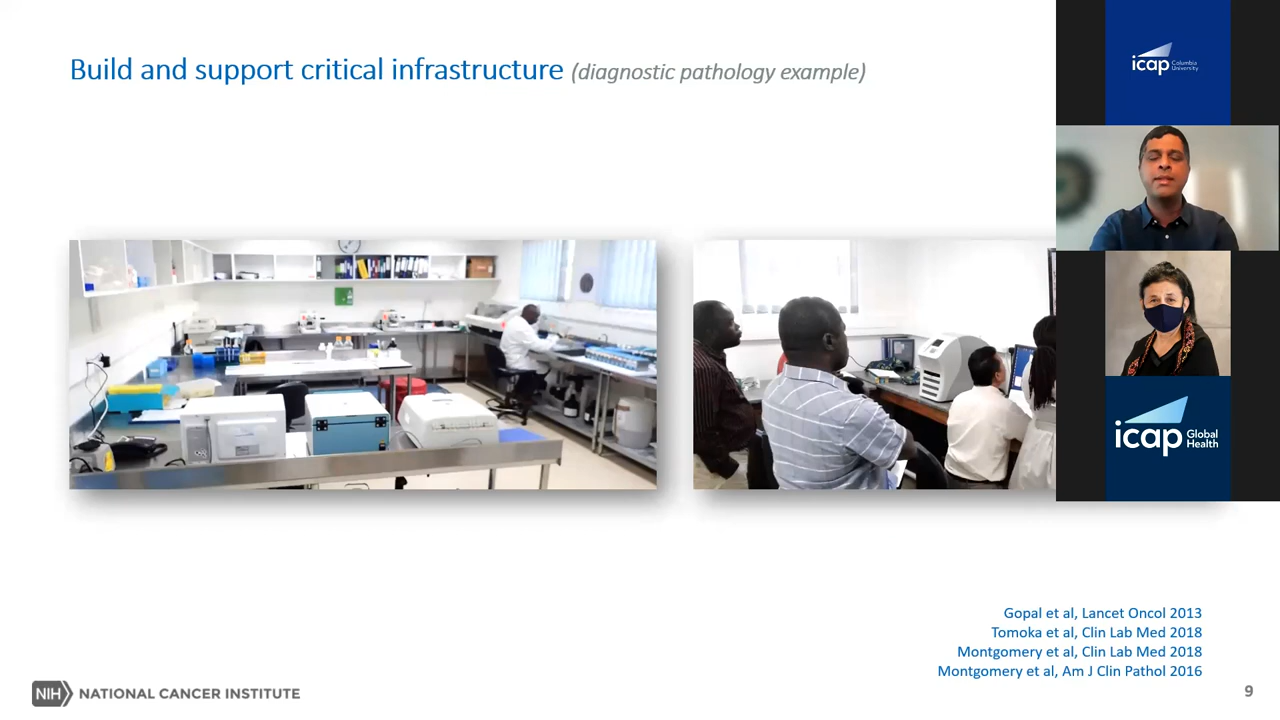 Build and support critical infrastructure (diagnostic pathology example)
icap Columbia University
icap Global Health
Gopal et al, Lancet Oncol 2013
Tomoka et al, Clin Lab Med 2018
Montgomery et al, Clin Lab Med 2018
Montgomery et al, Am J Clin Pathol 2016
NIH NATIONAL CANCER INSTITUTE
9